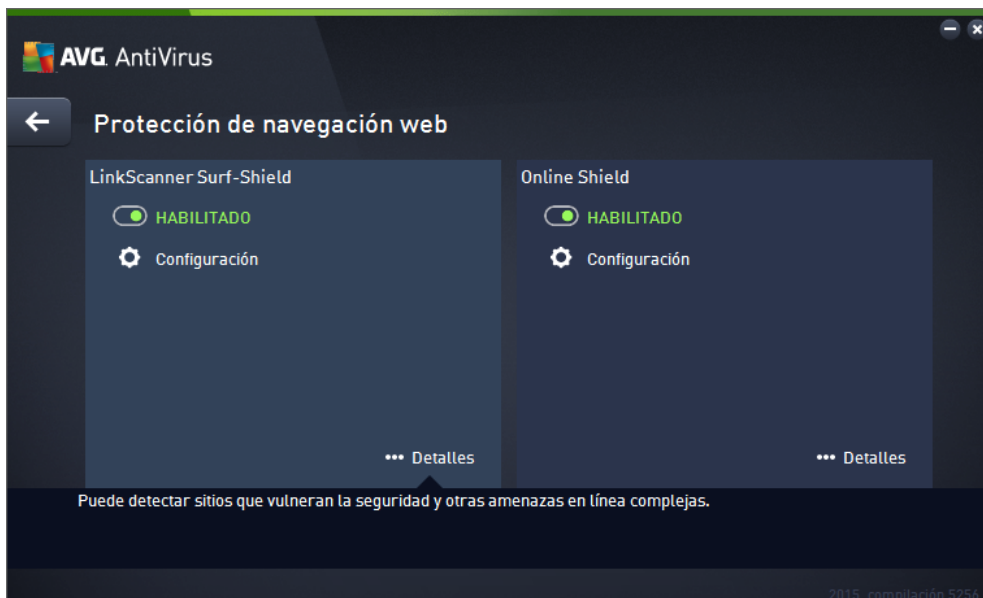 AVG. AntiVirus
Protección de navegación web
LinkScanner Surf-Shield
HABILITADO
Configuración
••• Detalles
Online Shield
HABILITADO
Configuración
••• Detalles
Puede detectar sitios que vulneran la seguridad y otras amenazas en línea complejas.
2015 compilación 5256